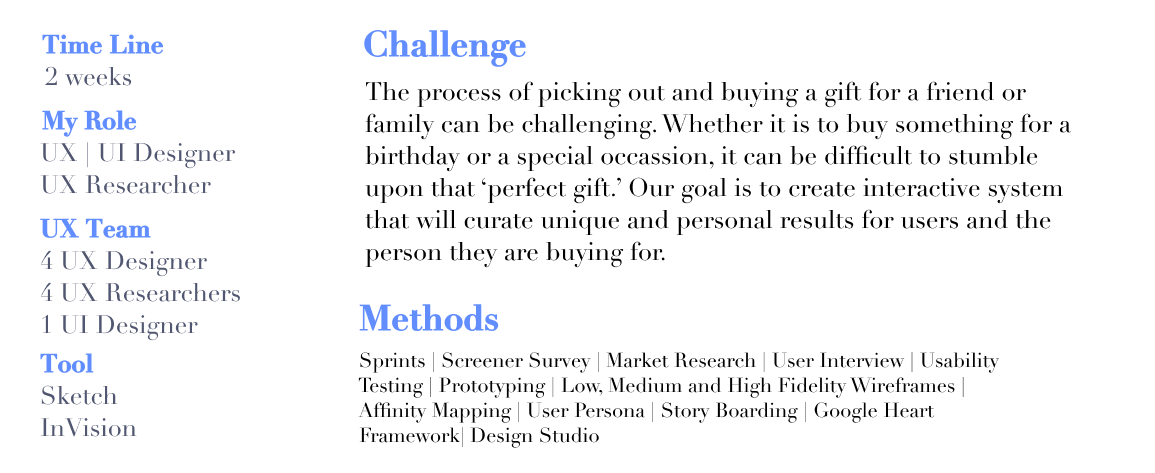 Time Line
2 weeks
My Role
UX | UI Designer
UX Researcher
UX Team
4 UX Designer
4 UX Researchers
1 UI Designer
Tool
Sketch
InVision
Challenge
The process of picking out and buying a gift for a friend or
family can be challenging. Whether it is to buy something for a
birthday or a special occassion, it can be difficult to stumble
upon that ‘perfect gift.’ Our goal is to create interactive system
that will curate unique and personal results for users and the
person they are buying for.
Methods
Sprints | Screener Survey | Market Research | User Interview | Usability
Testing | Prototyping | Low, Medium and High Fidelity Wireframes |
Affinity Mapping | User Persona | Story Boarding | Google Heart
Framework| Design Studio